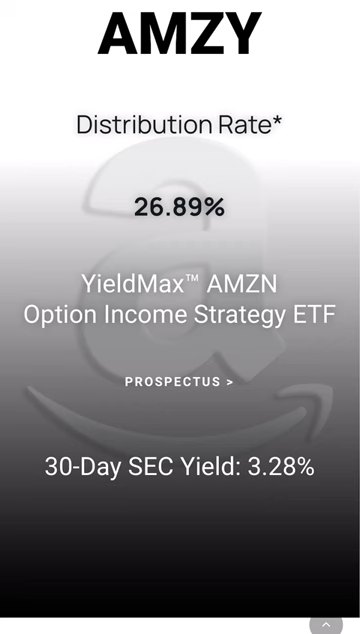 AMZY
Distribution Rate*
26.89%
YieldMax™ AMZN
Option Income Strategy ETF
PROSPECTUS >
30-Day SEC Yield: 3.28%